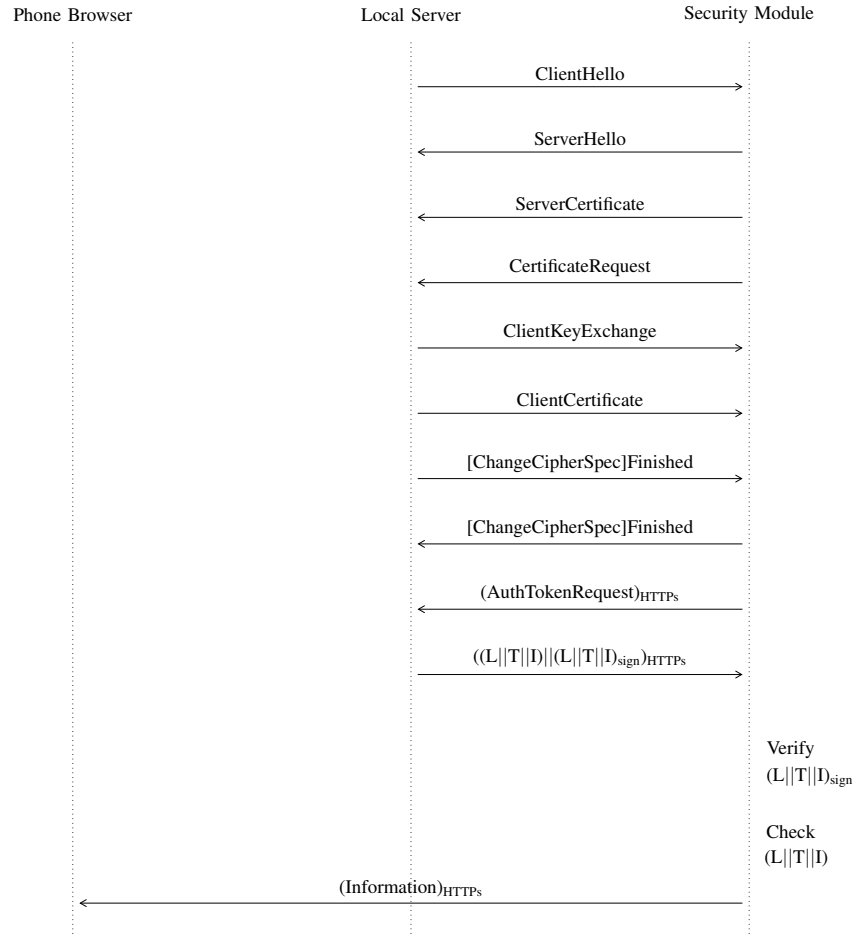 Phone Browser
Local Server
Security Module
ClientHello
ServerHello
ServerCertificate
CertificateRequest
ClientKeyExchange
ClientCertificate
[ChangeCipherSpec]Finished
[ChangeCipherSpec]Finished
(AuthTokenRequest)HTTPs
((L||T||I)||(L||T||I)sign)HTTPs
Verify
(L||T||I)sign
Check
(L||T||I)
(Information)HTTPs